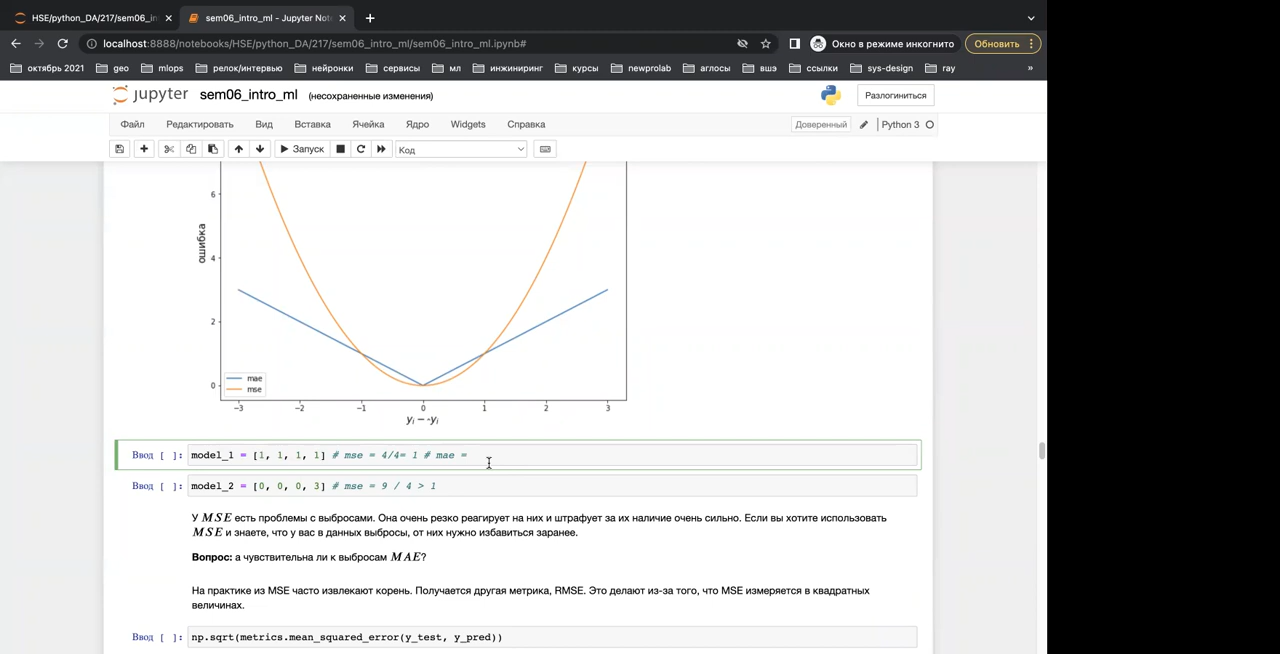 HSE/python_DA/217/sem06_in
sem06_intro_ml - Jupyter Not
localhost:8888/notebooks/HSE/python_DA/217/sem06_intro_ml/sem06_intro_ml.ipynb#
Окно в режиме инкогнито
Обновить
октябрь 2021 geo mlops релок/интервью нейронки сервисы мл инжиниринг курсы newprolab аглосы вшэ ссылки sys-design ray »
jupyter sem06_intro_ml (несохраненные изменения)
Разлогиниться
Файл Редактировать Вид Вставка Ячейка Ядро Widgets Справка
Доверенный Python 3
Запуск Код
6
4
2
0
ошибка
mae
mse
−3 −2 −1 0 1 2 3
yᵢ − -yᵢ
Ввод [ ]: model_1 = [1, 1, 1, 1] # mse = 4/4= 1 # mae =
Ввод [ ]: model_2 = [0, 0, 0, 3] # mse = 9 / 4 > 1
У MSE есть проблемы с выбросами. Она очень резко реагирует на них и штрафует за их наличие очень сильно. Если вы хотите использовать
MSE и знаете, что у вас в данных выбросы, от них нужно избавиться заранее.
Вопрос: а чувствительна ли к выбросам MAE?
На практике из MSE часто извлекают корень. Получается другая метрика, RMSE. Это делают из-за того, что MSE измеряется в квадратных
величинах.
Ввод [ ]: np.sqrt(metrics.mean_squared_error(y_test, y_pred))